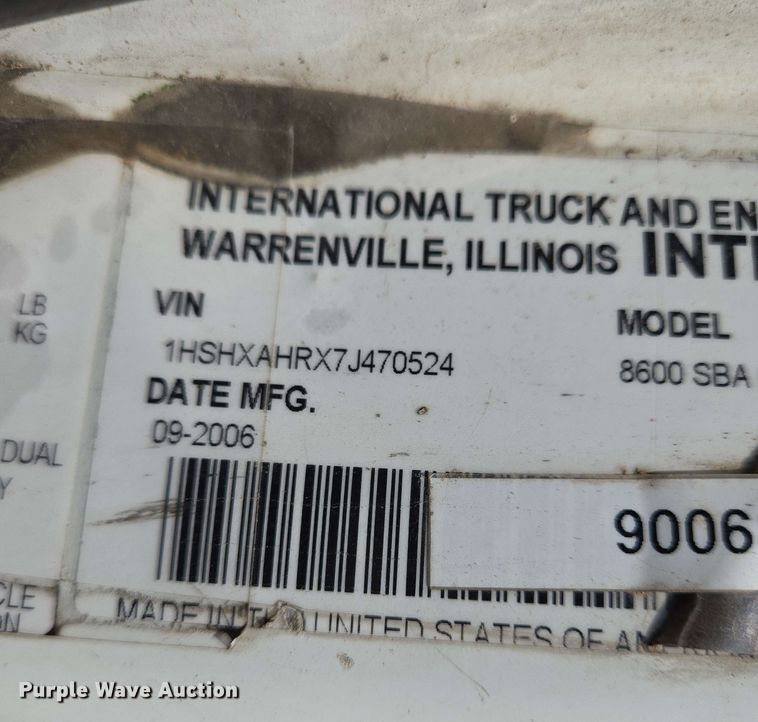 INTERNATIONAL TRUCK AND EN
WARRENVILLE, ILLINOIS INT
LB
KG
VIN
MODEL
1HSHXAHRX7J470524
8600 SBA
DATE MFG.
09-2006
DUAL
Y
9006
CLE
ON
MADE IN UNITED STATES OF
Purple Wave Auction